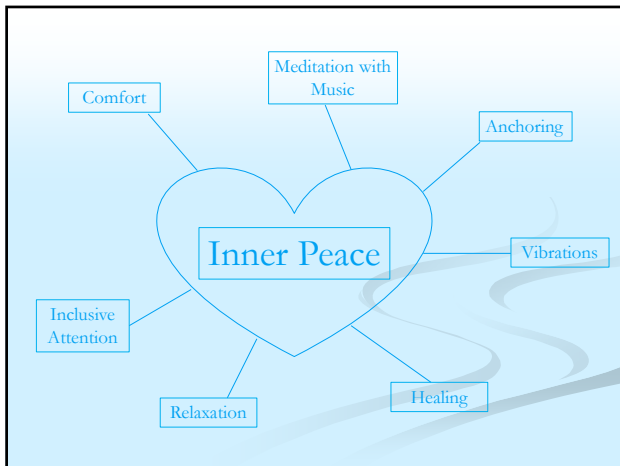 Meditation with
Music
Comfort
Anchoring
Inner Peace
Vibrations
Inclusive
Attention
Healing
Relaxation